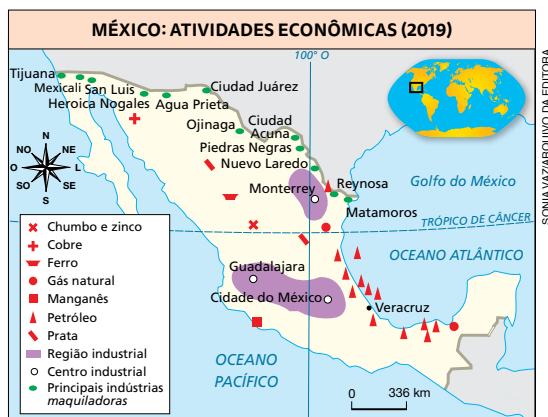 MÉXICO: ATIVIDADES ECONÔMICAS (2019)
100° O
Tijuana
Mexicali
San Luis
Heroica Nogales
Agua Prieta
Ciudad Juárez
Ojinaga
Ciudad
Acuna
Piedras Negras
Nuevo Laredo
Monterrey
Reynosa
Matamoros
Golfo do México
TRÓPICO DE CÂNCER
OCEANO ATLÂNTICO
N
NO
NE
O
L
SO
SE
S
Guadalajara
Cidade do México
Veracruz
OCEANO
PACÍFICO
Chumbo e zinco
Cobre
Ferro
Gás natural
Manganês
Petróleo
Prata
Região industrial
Centro industrial
Principais indústrias
maquiladoras
0 336 km
SONIA VAZ/ARQUIVO DA EDITORA